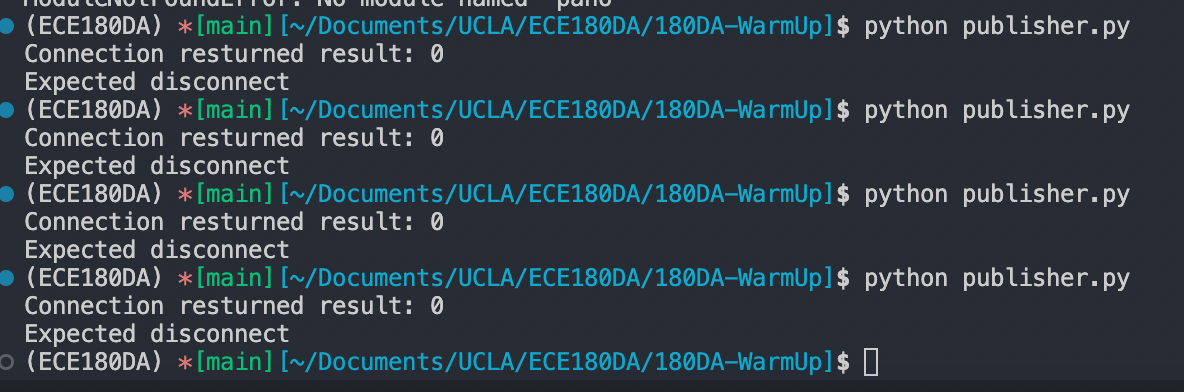 ModuleNotFoundError: No module named 'paho'
(ECE180DA) *[main][~/Documents/UCLA/ECE180DA/180DA-WarmUp]$ python publisher.py
Connection resturned result: 0
Expected disconnect
(ECE180DA) *[main][~/Documents/UCLA/ECE180DA/180DA-WarmUp]$ python publisher.py
Connection resturned result: 0
Expected disconnect
(ECE180DA) *[main][~/Documents/UCLA/ECE180DA/180DA-WarmUp]$ python publisher.py
Connection resturned result: 0
Expected disconnect
(ECE180DA) *[main][~/Documents/UCLA/ECE180DA/180DA-WarmUp]$ python publisher.py
Connection resturned result: 0
Expected disconnect
(ECE180DA) *[main][~/Documents/UCLA/ECE180DA/180DA-WarmUp]$